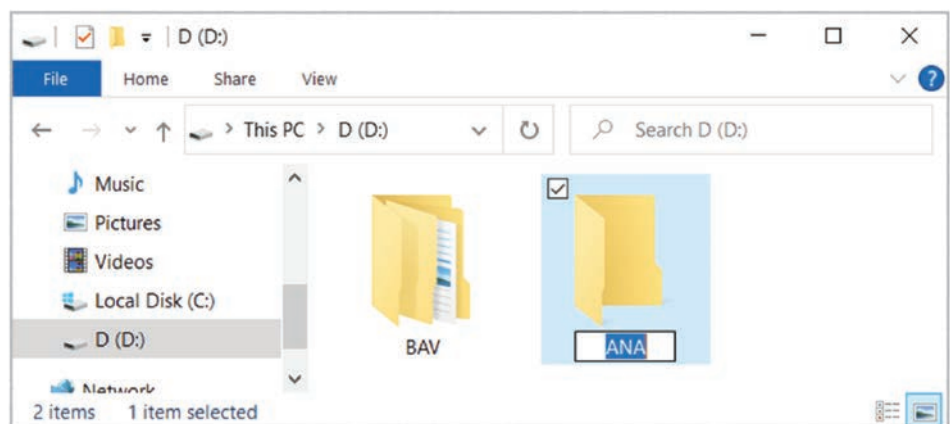 D (D:)
File Home Share View
This PC > D (D:) Search D (D:)
Music
Pictures
Videos
Local Disk (C:)
D (D:)
Network
BAV
ANA
2 items 1 item selected